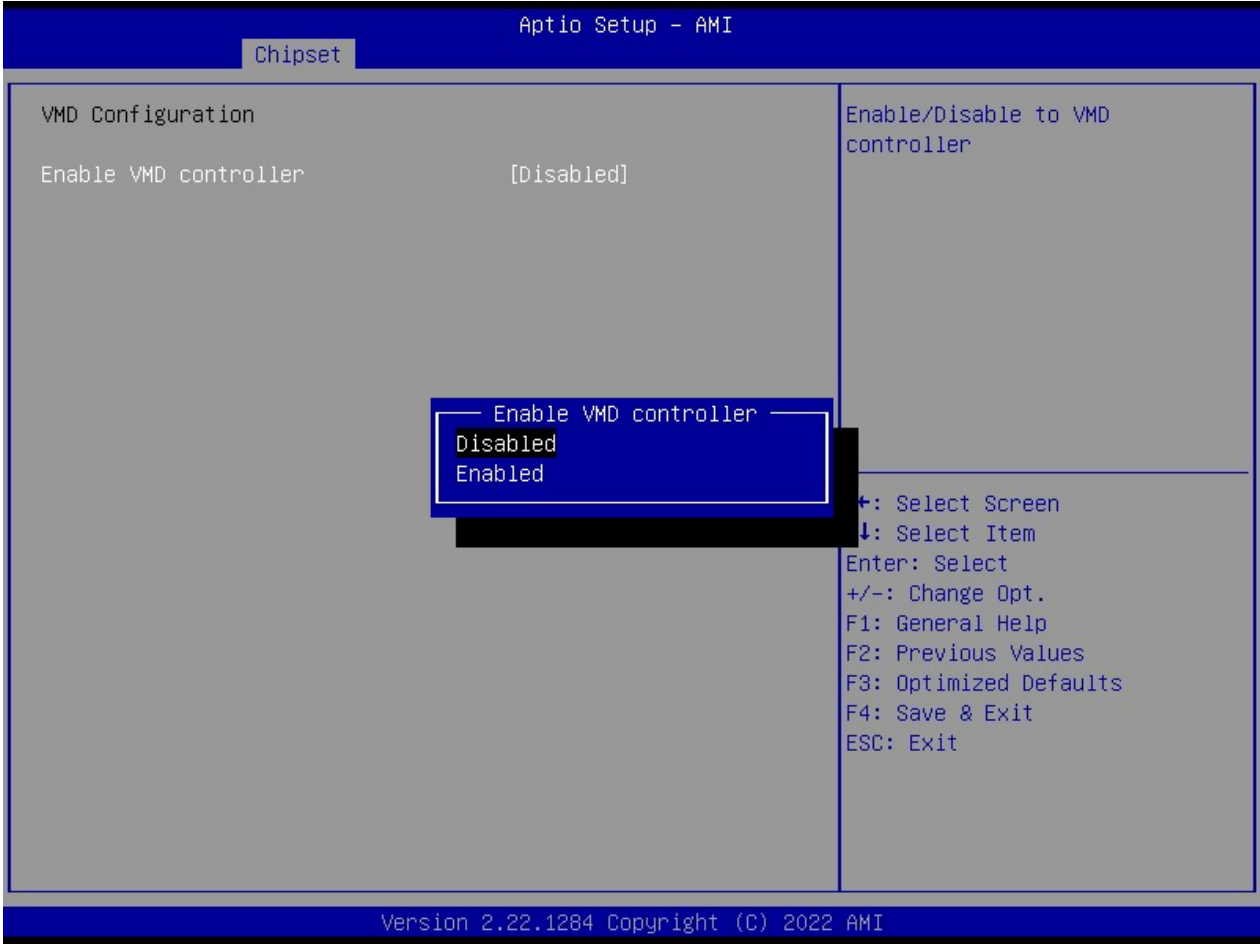 Aptio Setup - AMI
Chipset
VMD Configuration
Enable VMD controller [Disabled]
Enable/Disable to VMD
controller
Enable VMD controller
Disabled
Enabled
←: Select Screen
↓: Select Item
Enter: Select
+/-: Change Opt.
F1: General Help
F2: Previous Values
F3: Optimized Defaults
F4: Save & Exit
ESC: Exit
Version 2.22.1284 Copyright (C) 2022 AMI